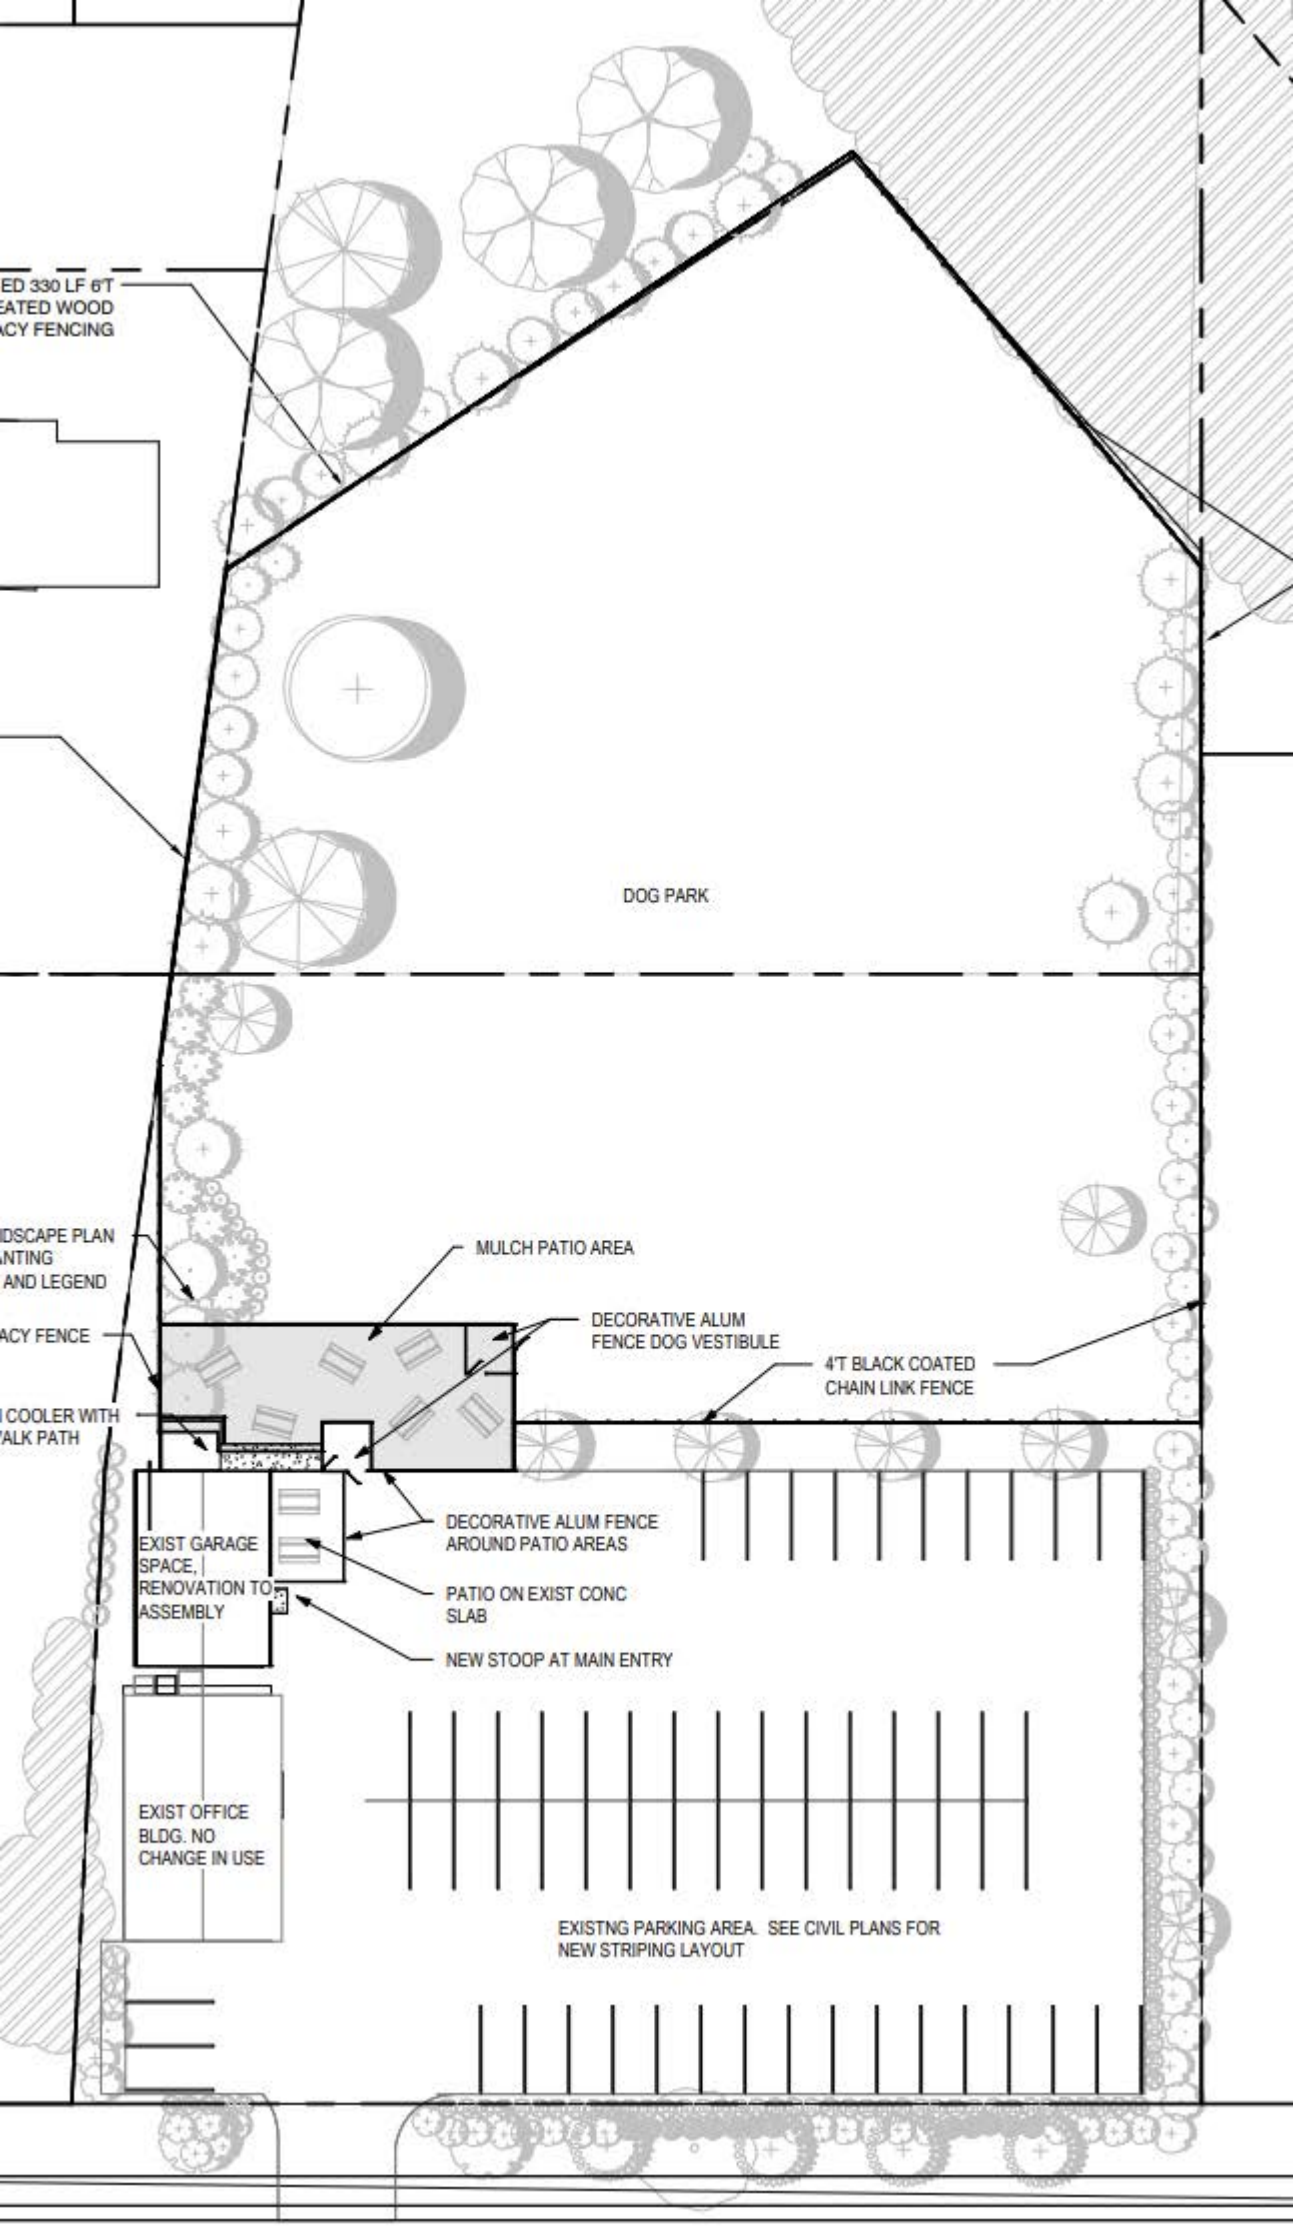 ED 330 LF 6'T
EATED WOOD
ACY FENCING
DOG PARK
DSCAPE PLAN
ANTING
AND LEGEND
MULCH PATIO AREA
DECORATIVE ALUM
FENCE DOG VESTIBULE
ACY FENCE
4'T BLACK COATED
CHAIN LINK FENCE
COOLER WITH
ALK PATH
DECORATIVE ALUM FENCE
AROUND PATIO AREAS
EXIST GARAGE
SPACE,
RENOVATION TO
ASSEMBLY
PATIO ON EXIST CONC
SLAB
NEW STOOP AT MAIN ENTRY
EXIST OFFICE
BLDG. NO
CHANGE IN USE
EXISTNG PARKING AREA. SEE CIVIL PLANS FOR
NEW STRIPING LAYOUT